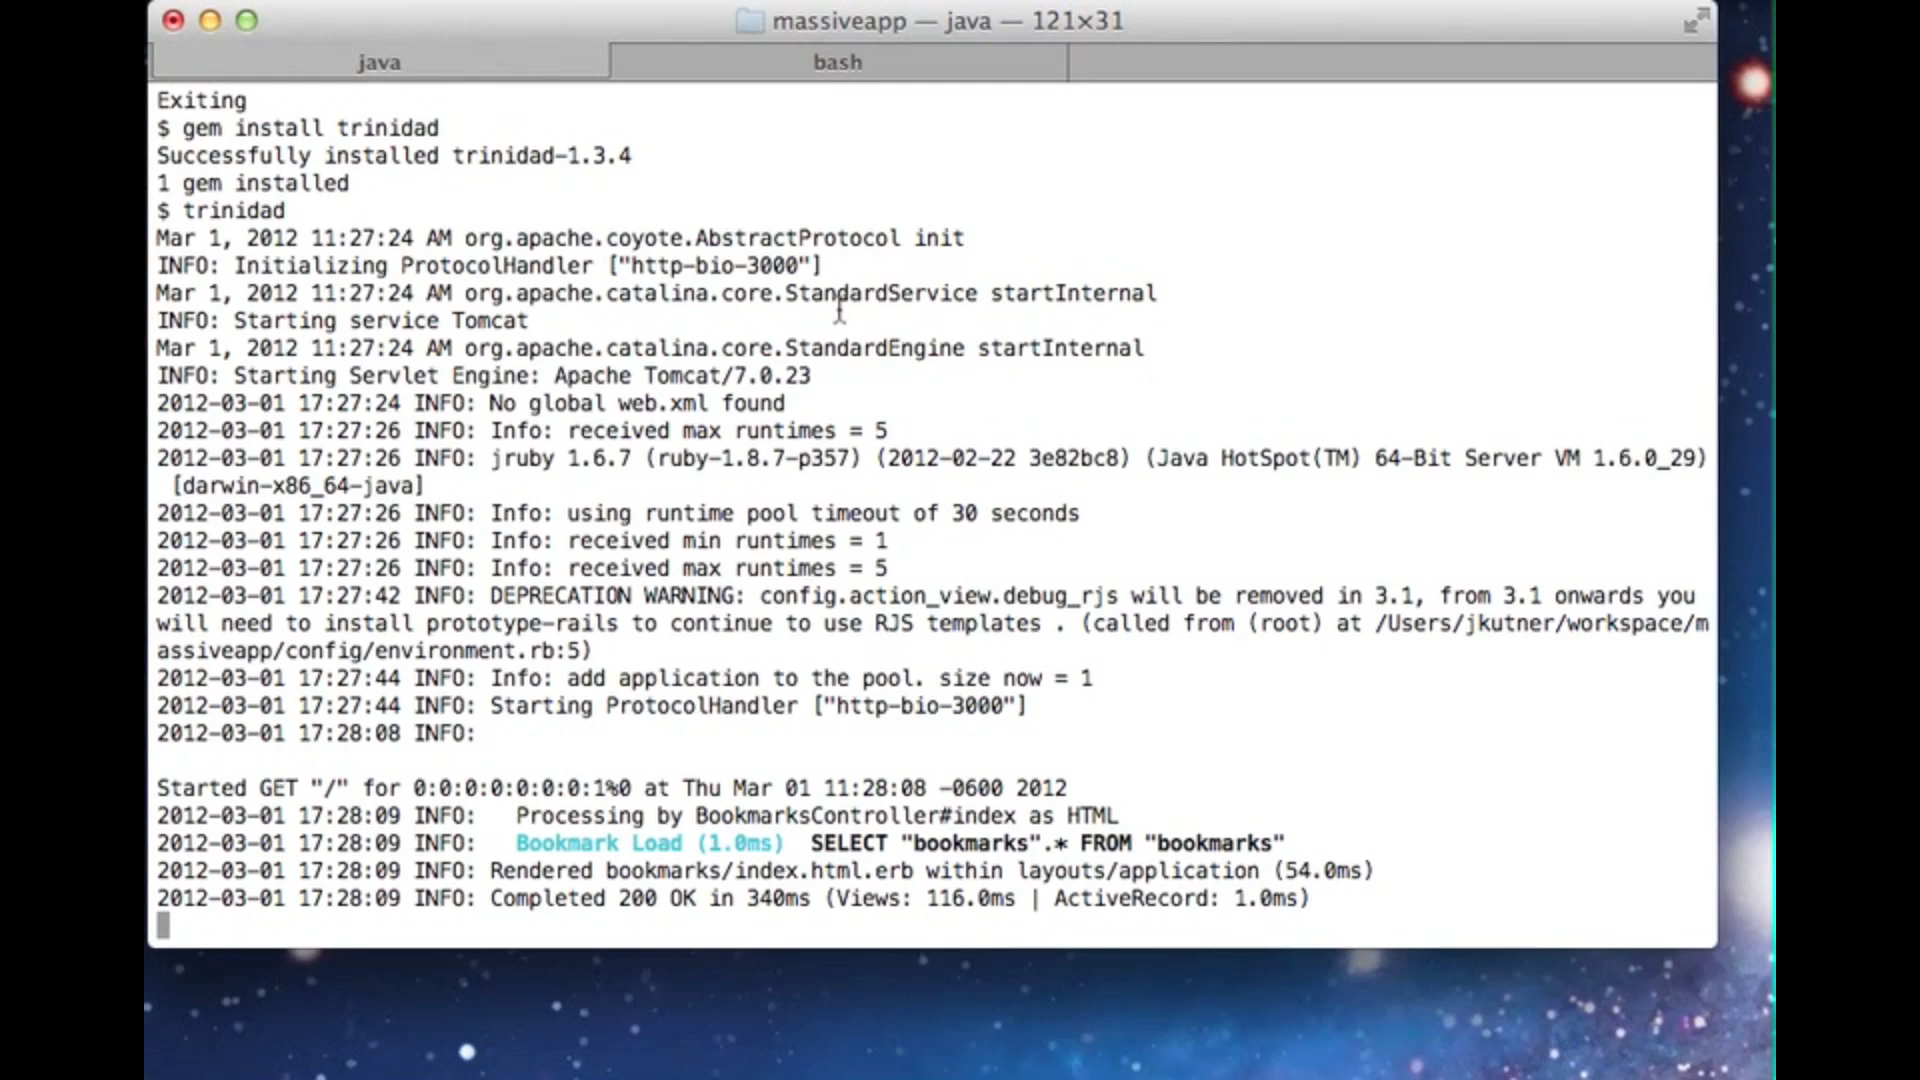 massiveapp — java — 121×31
java
bash
Exiting
$ gem install trinidad
Successfully installed trinidad-1.3.4
1 gem installed
$ trinidad
Mar 1, 2012 11:27:24 AM org.apache.coyote.AbstractProtocol init
INFO: Initializing ProtocolHandler ["http-bio-3000"]
Mar 1, 2012 11:27:24 AM org.apache.catalina.core.StandardService startInternal
INFO: Starting service Tomcat
Mar 1, 2012 11:27:24 AM org.apache.catalina.core.StandardEngine startInternal
INFO: Starting Servlet Engine: Apache Tomcat/7.0.23
2012-03-01 17:27:24 INFO: No global web.xml found
2012-03-01 17:27:26 INFO: Info: received max runtimes = 5
2012-03-01 17:27:26 INFO: jruby 1.6.7 (ruby-1.8.7-p357) (2012-02-22 3e82bc8) (Java HotSpot(TM) 64-Bit Server VM 1.6.0_29)
[darwin-x86_64-java]
2012-03-01 17:27:26 INFO: Info: using runtime pool timeout of 30 seconds
2012-03-01 17:27:26 INFO: Info: received min runtimes = 1
2012-03-01 17:27:26 INFO: Info: received max runtimes = 5
2012-03-01 17:27:42 INFO: DEPRECATION WARNING: config.action_view.debug_rjs will be removed in 3.1, from 3.1 onwards you
will need to install prototype-rails to continue to use RJS templates . (called from (root) at /Users/jkutner/workspace/m
assiveapp/config/environment.rb:5)
2012-03-01 17:27:44 INFO: Info: add application to the pool. size now = 1
2012-03-01 17:27:44 INFO: Starting ProtocolHandler ["http-bio-3000"]
2012-03-01 17:28:08 INFO:
Started GET "/" for 0:0:0:0:0:0:0:1%0 at Thu Mar 01 11:28:08 -0600 2012
2012-03-01 17:28:09 INFO:   Processing by BookmarksController#index as HTML
2012-03-01 17:28:09 INFO:   Bookmark Load (1.0ms)  SELECT "bookmarks".* FROM "bookmarks"
2012-03-01 17:28:09 INFO: Rendered bookmarks/index.html.erb within layouts/application (54.0ms)
2012-03-01 17:28:09 INFO: Completed 200 OK in 340ms (Views: 116.0ms | ActiveRecord: 1.0ms)